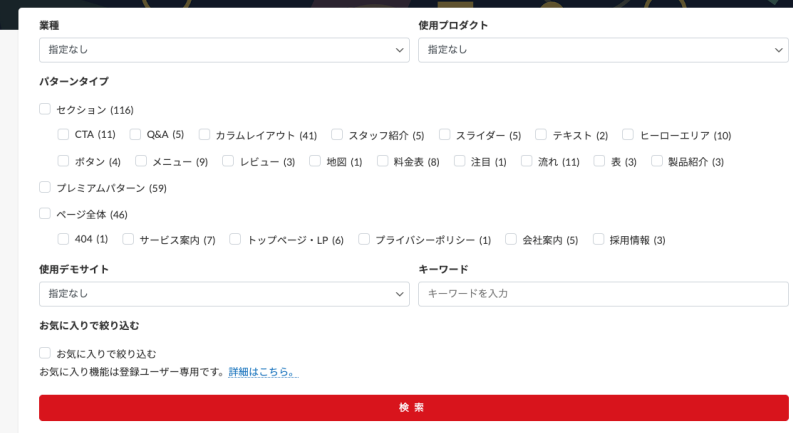 業種 使用プロダクト
指定なし 指定なし
パターンタイプ
セクション (116)
CTA (11) Q&A (5) カラムレイアウト (41) スタッフ紹介 (5) スライダー (5) テキスト (2) ヒーローエリア (10)
ボタン (4) メニュー (9) レビュー (3) 地図 (1) 料金表 (8) 注目 (1) 流れ (11) 表 (3) 製品紹介 (3)
プレミアムパターン (59)
ページ全体 (46)
404 (1) サービス案内 (7) トップページ・LP (6) プライバシーポリシー (1) 会社案内 (5) 採用情報 (3)
使用デモサイト キーワード
指定なし キーワードを入力
お気に入りで絞り込む
お気に入りで絞り込む
お気に入り機能は登録ユーザー専用です。詳細はこちら。
検索